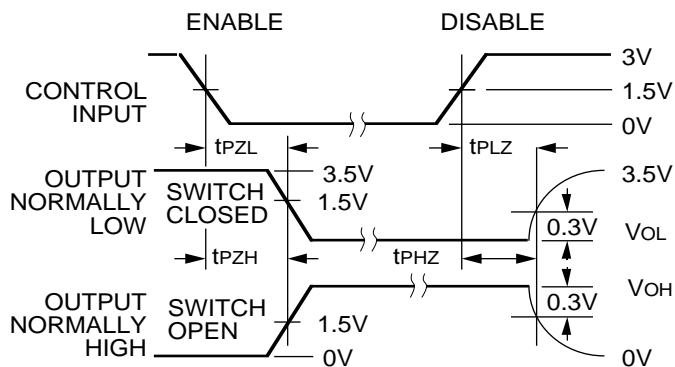 ENABLE DISABLE
3V
CONTROL
INPUT
1.5V
0V
tPZL tPLZ
OUTPUT
NORMALLY
LOW
SWITCH
CLOSED
3.5V
1.5V
3.5V
0.3V
VOL
tPZH tPHZ
OUTPUT
NORMALLY
HIGH
SWITCH
OPEN
1.5V
0V
VOH
0.3V
0V